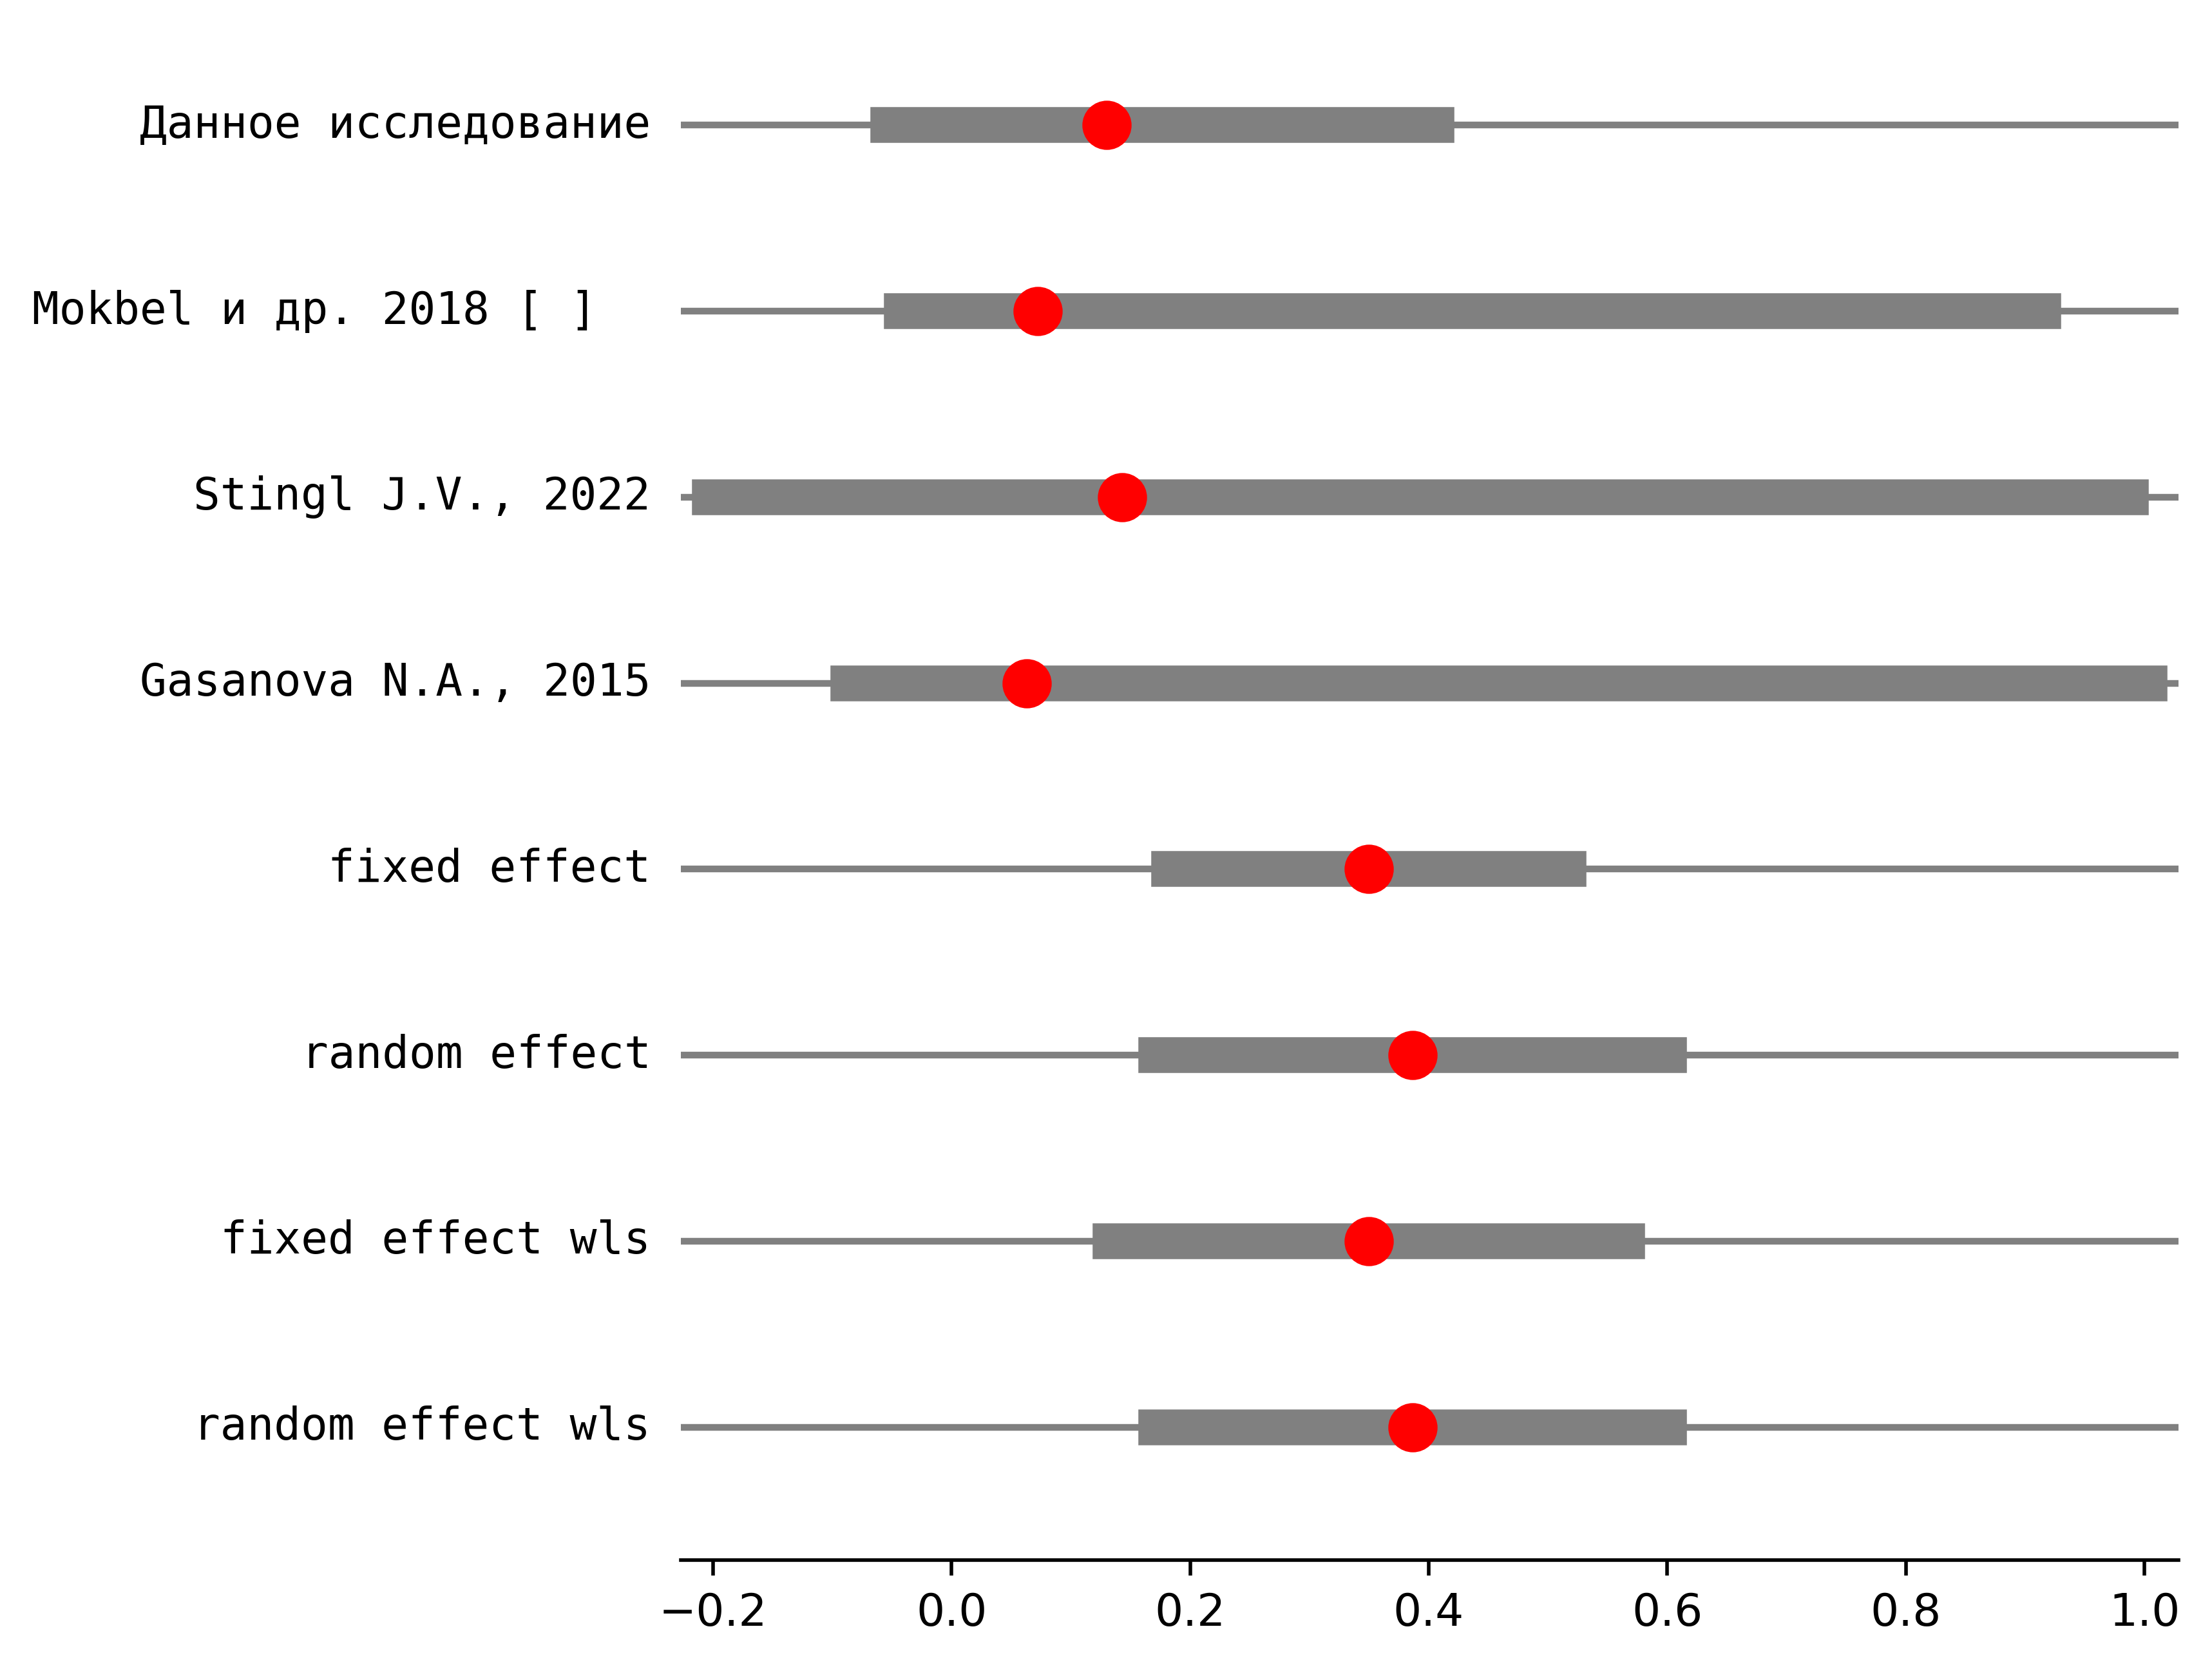 Данное исследование
Mokbel и др. 2018 [ ]
Stingl J.V., 2022
Gasanova N.A., 2015
fixed effect
random effect
fixed effect wls
random effect wls
−0.2 0.0 0.2 0.4 0.6 0.8 1.0